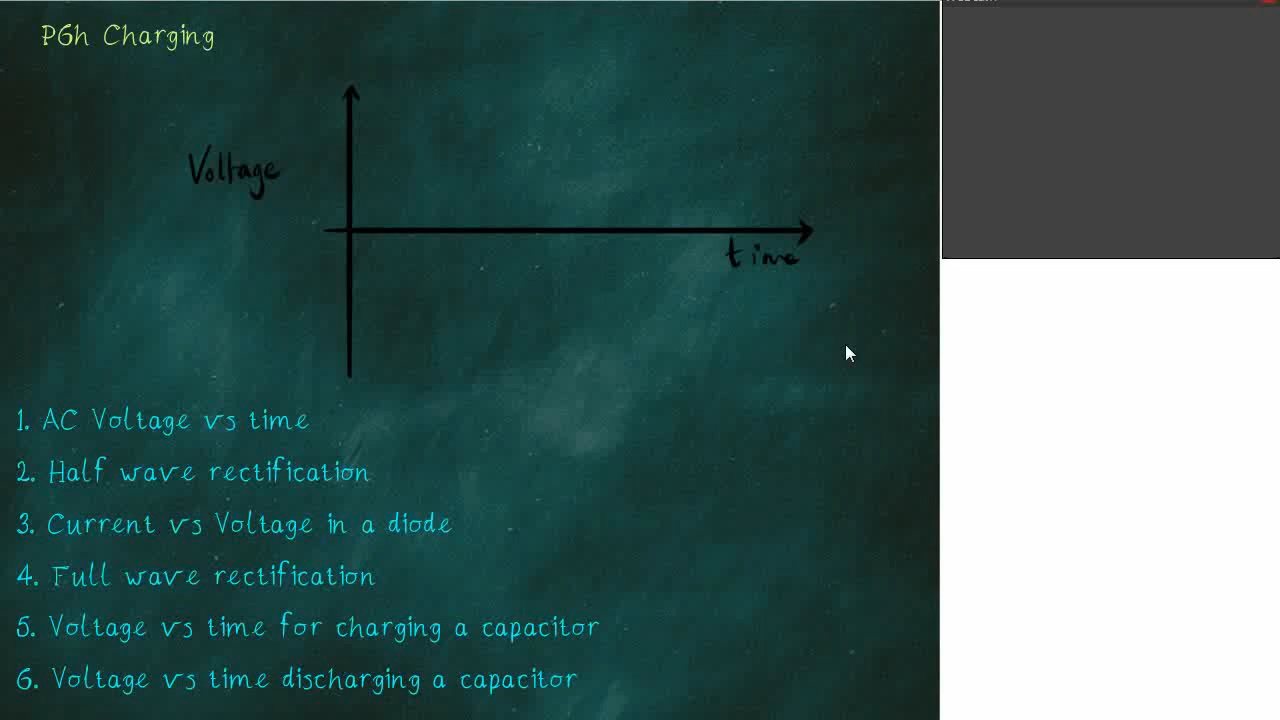 P6h Charging
Voltage
time
1. AC Voltage vs time
2. Half wave rectification
3. Current vs Voltage in a diode
4. Full wave rectification
5. Voltage vs time for charging a capacitor
6. Voltage vs time discharging a capacitor